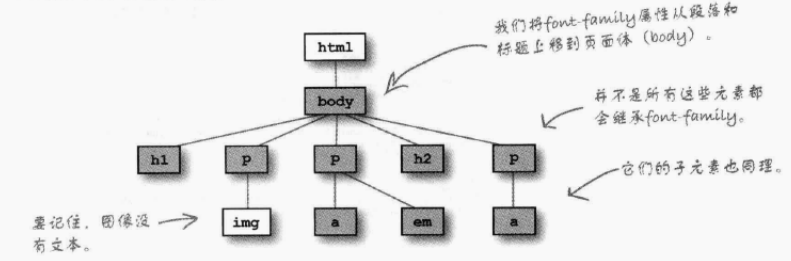 我们将font-family属性从段落和
标题上移到页面体（body）。
html
body
并不是所有这些元素都
会继承font-family。
h1
p
p
h2
p
它们的子元素也同理。
要记住，图像没
有文本。
img
a
em
a